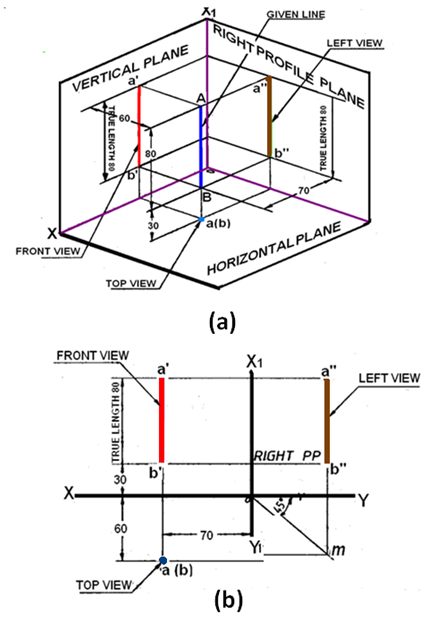 X1
GIVEN LINE
RIGHT PROFILE PLANE
LEFT VIEW
VERTICAL PLANE
a'
a"
A
TRUE LENGTH 80
60
80
TRUE LENGTH 80
b'
b"
B
70
30
a(b)
X
FRONT VIEW
TOP VIEW
HORIZONTAL PLANE
(a)
FRONT VIEW
X1
a'
a"
LEFT VIEW
TRUE LENGTH 80
b'
RIGHT PP
b"
30
X
Y
60
45°
70
Y1
m
a (b)
TOP VIEW
(b)